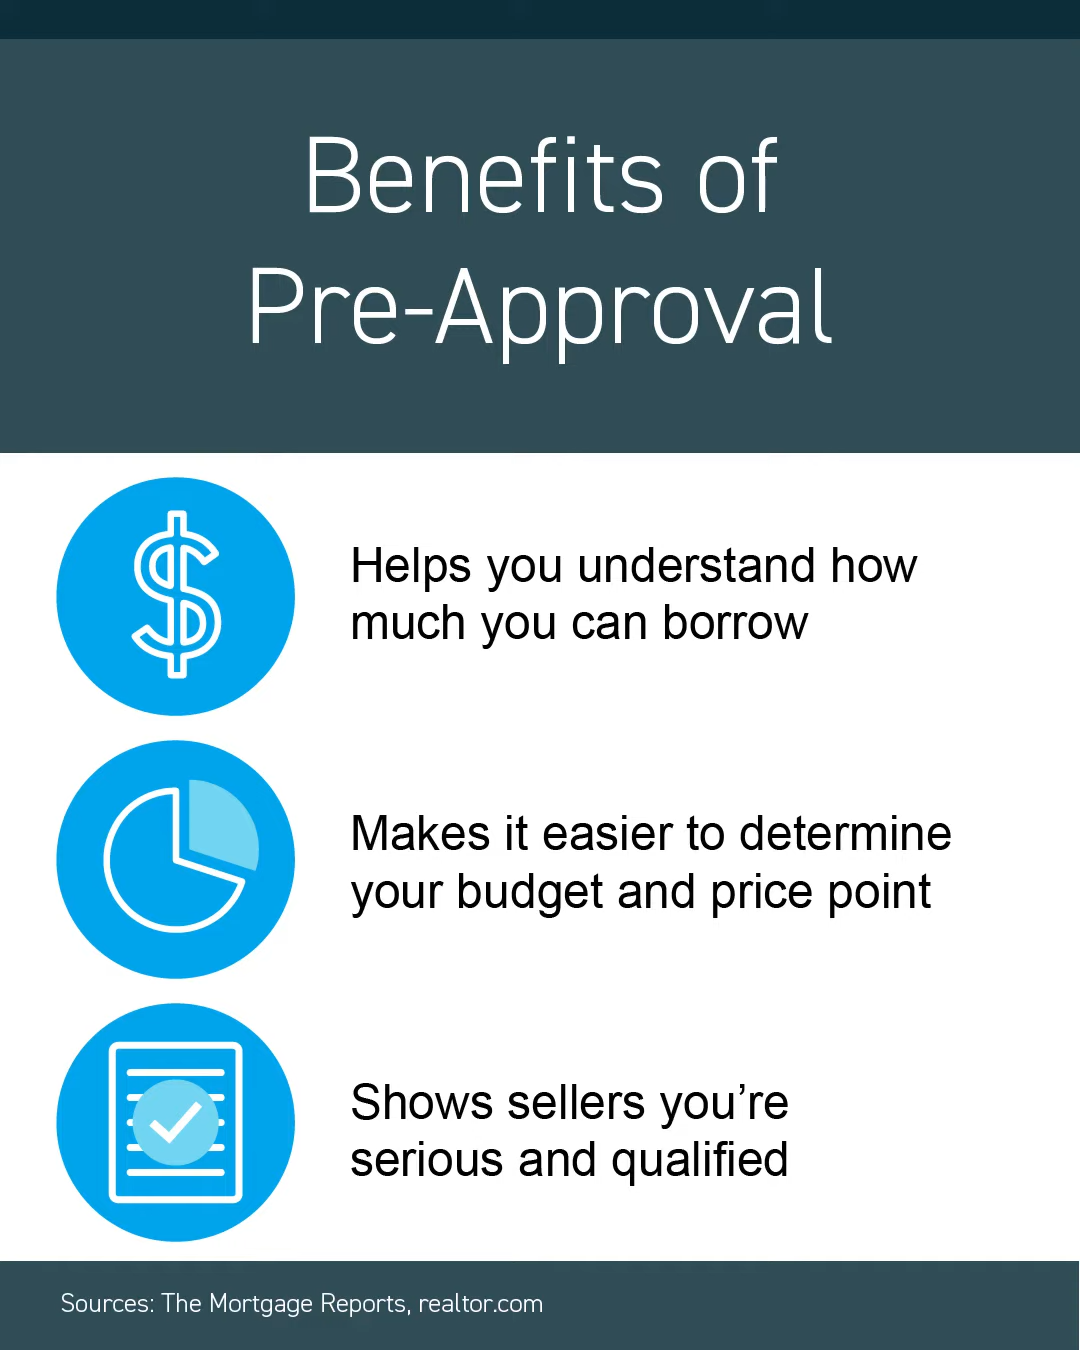 Benefits of
Pre-Approval
Helps you understand how
much you can borrow
Makes it easier to determine
your budget and price point
Shows sellers you’re
serious and qualified
Sources: The Mortgage Reports, realtor.com